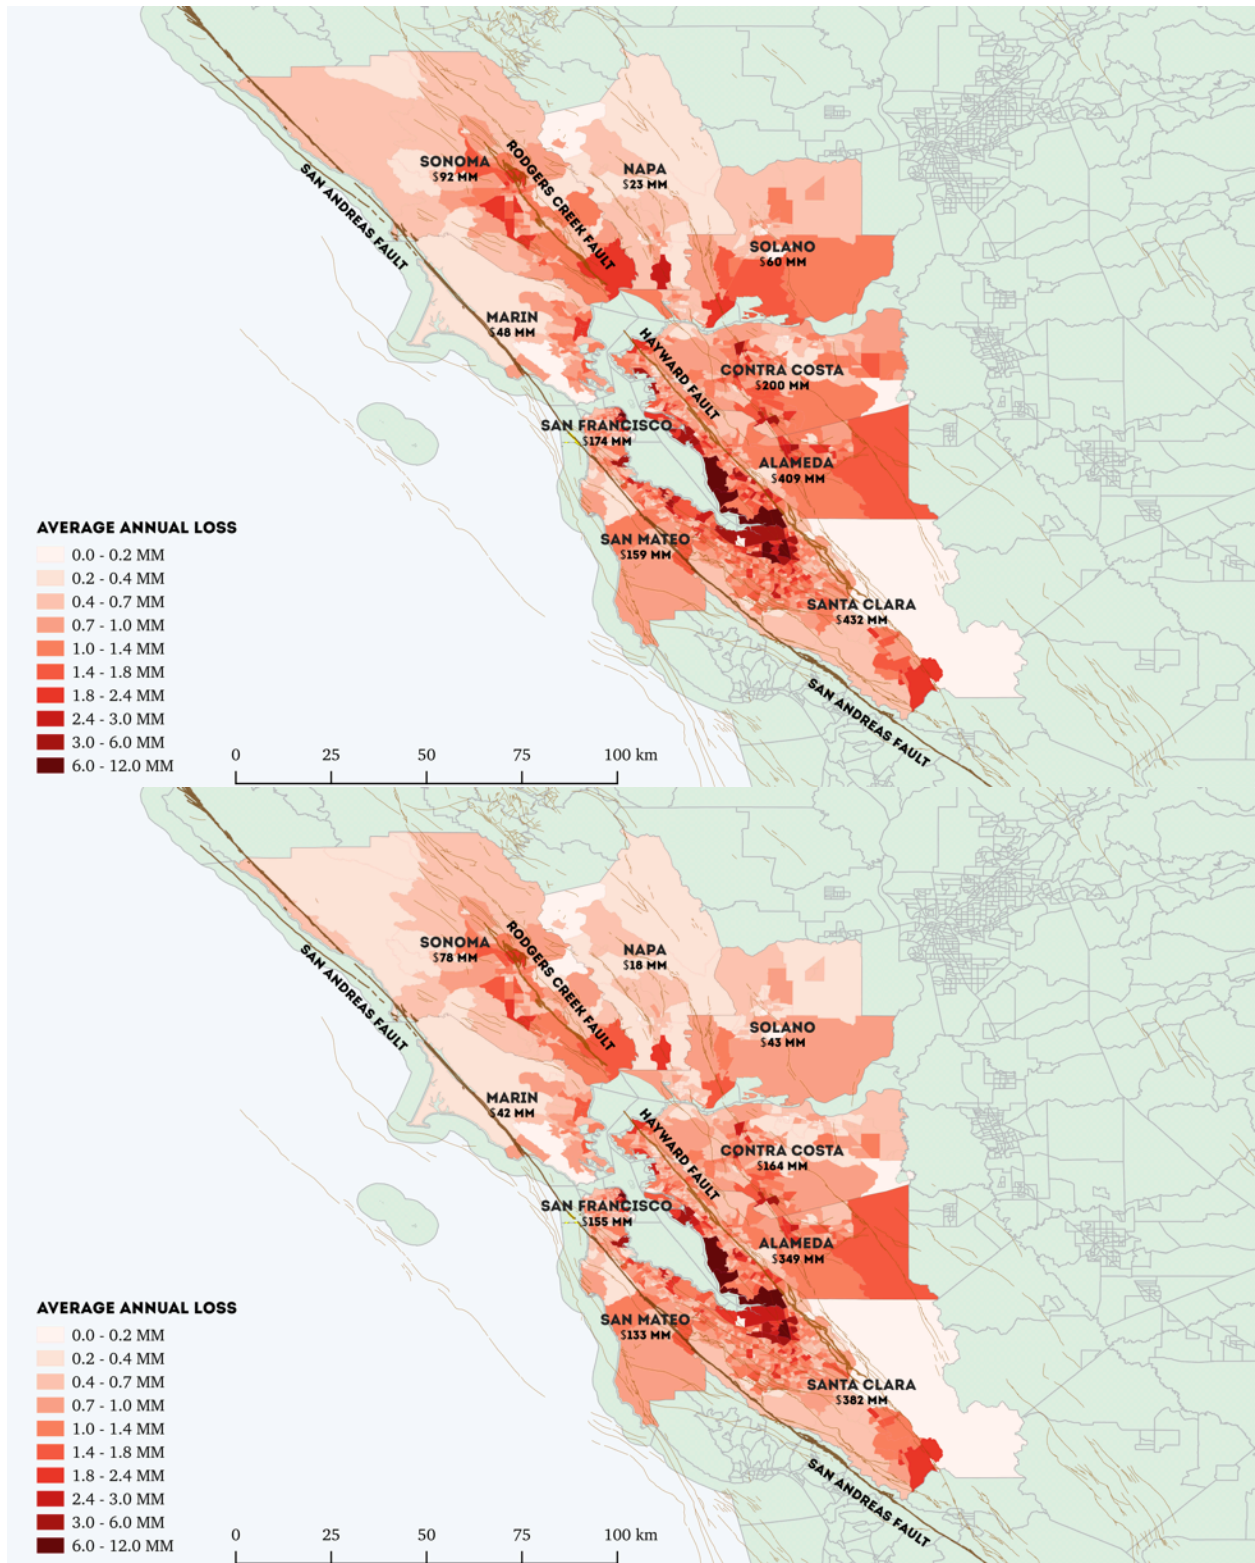 SONOMA
$92 MM
RODGERS CREEK FAULT
NAPA
$23 MM
SAN ANDREAS FAULT
SOLANO
$60 MM
MARIN
$48 MM
HAYWARD FAULT
CONTRA COSTA
$200 MM
SAN FRANCISCO
$174 MM
ALAMEDA
$409 MM
SAN MATEO
$159 MM
SANTA CLARA
$432 MM
SAN ANDREAS FAULT
AVERAGE ANNUAL LOSS
0.0 - 0.2 MM
0.2 - 0.4 MM
0.4 - 0.7 MM
0.7 - 1.0 MM
1.0 - 1.4 MM
1.4 - 1.8 MM
1.8 - 2.4 MM
2.4 - 3.0 MM
3.0 - 6.0 MM
6.0 - 12.0 MM
0 25 50 75 100 km
SONOMA
$78 MM
RODGERS CREEK FAULT
NAPA
$18 MM
SAN ANDREAS FAULT
SOLANO
$43 MM
MARIN
$42 MM
HAYWARD FAULT
CONTRA COSTA
$164 MM
SAN FRANCISCO
$155 MM
ALAMEDA
$349 MM
SAN MATEO
$133 MM
SANTA CLARA
$382 MM
SAN ANDREAS FAULT
AVERAGE ANNUAL LOSS
0.0 - 0.2 MM
0.2 - 0.4 MM
0.4 - 0.7 MM
0.7 - 1.0 MM
1.0 - 1.4 MM
1.4 - 1.8 MM
1.8 - 2.4 MM
2.4 - 3.0 MM
3.0 - 6.0 MM
6.0 - 12.0 MM
0 25 50 75 100 km